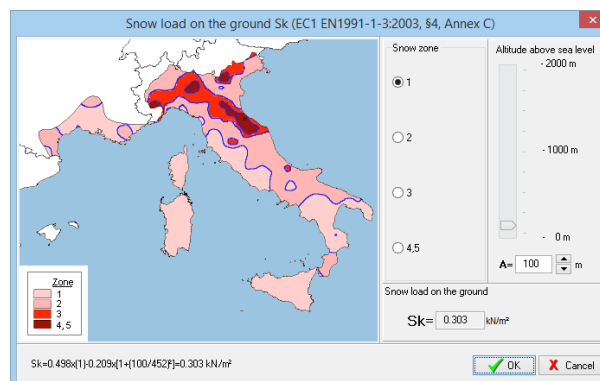 Snow load on the ground Sk (EC1 EN1991-1-3:2003, §4, Annex C)
Snow zone
1
2
3
4,5
Altitude above sea level
2000 m
1000 m
0 m
A= 100 m
Zone
1
2
3
4,5
Snow load on the ground
Sk= 0.303 kN/m²
Sk=0.498x(1)-0.209x[1+(100/452)²]=0.303 kN/m²
OK
Cancel